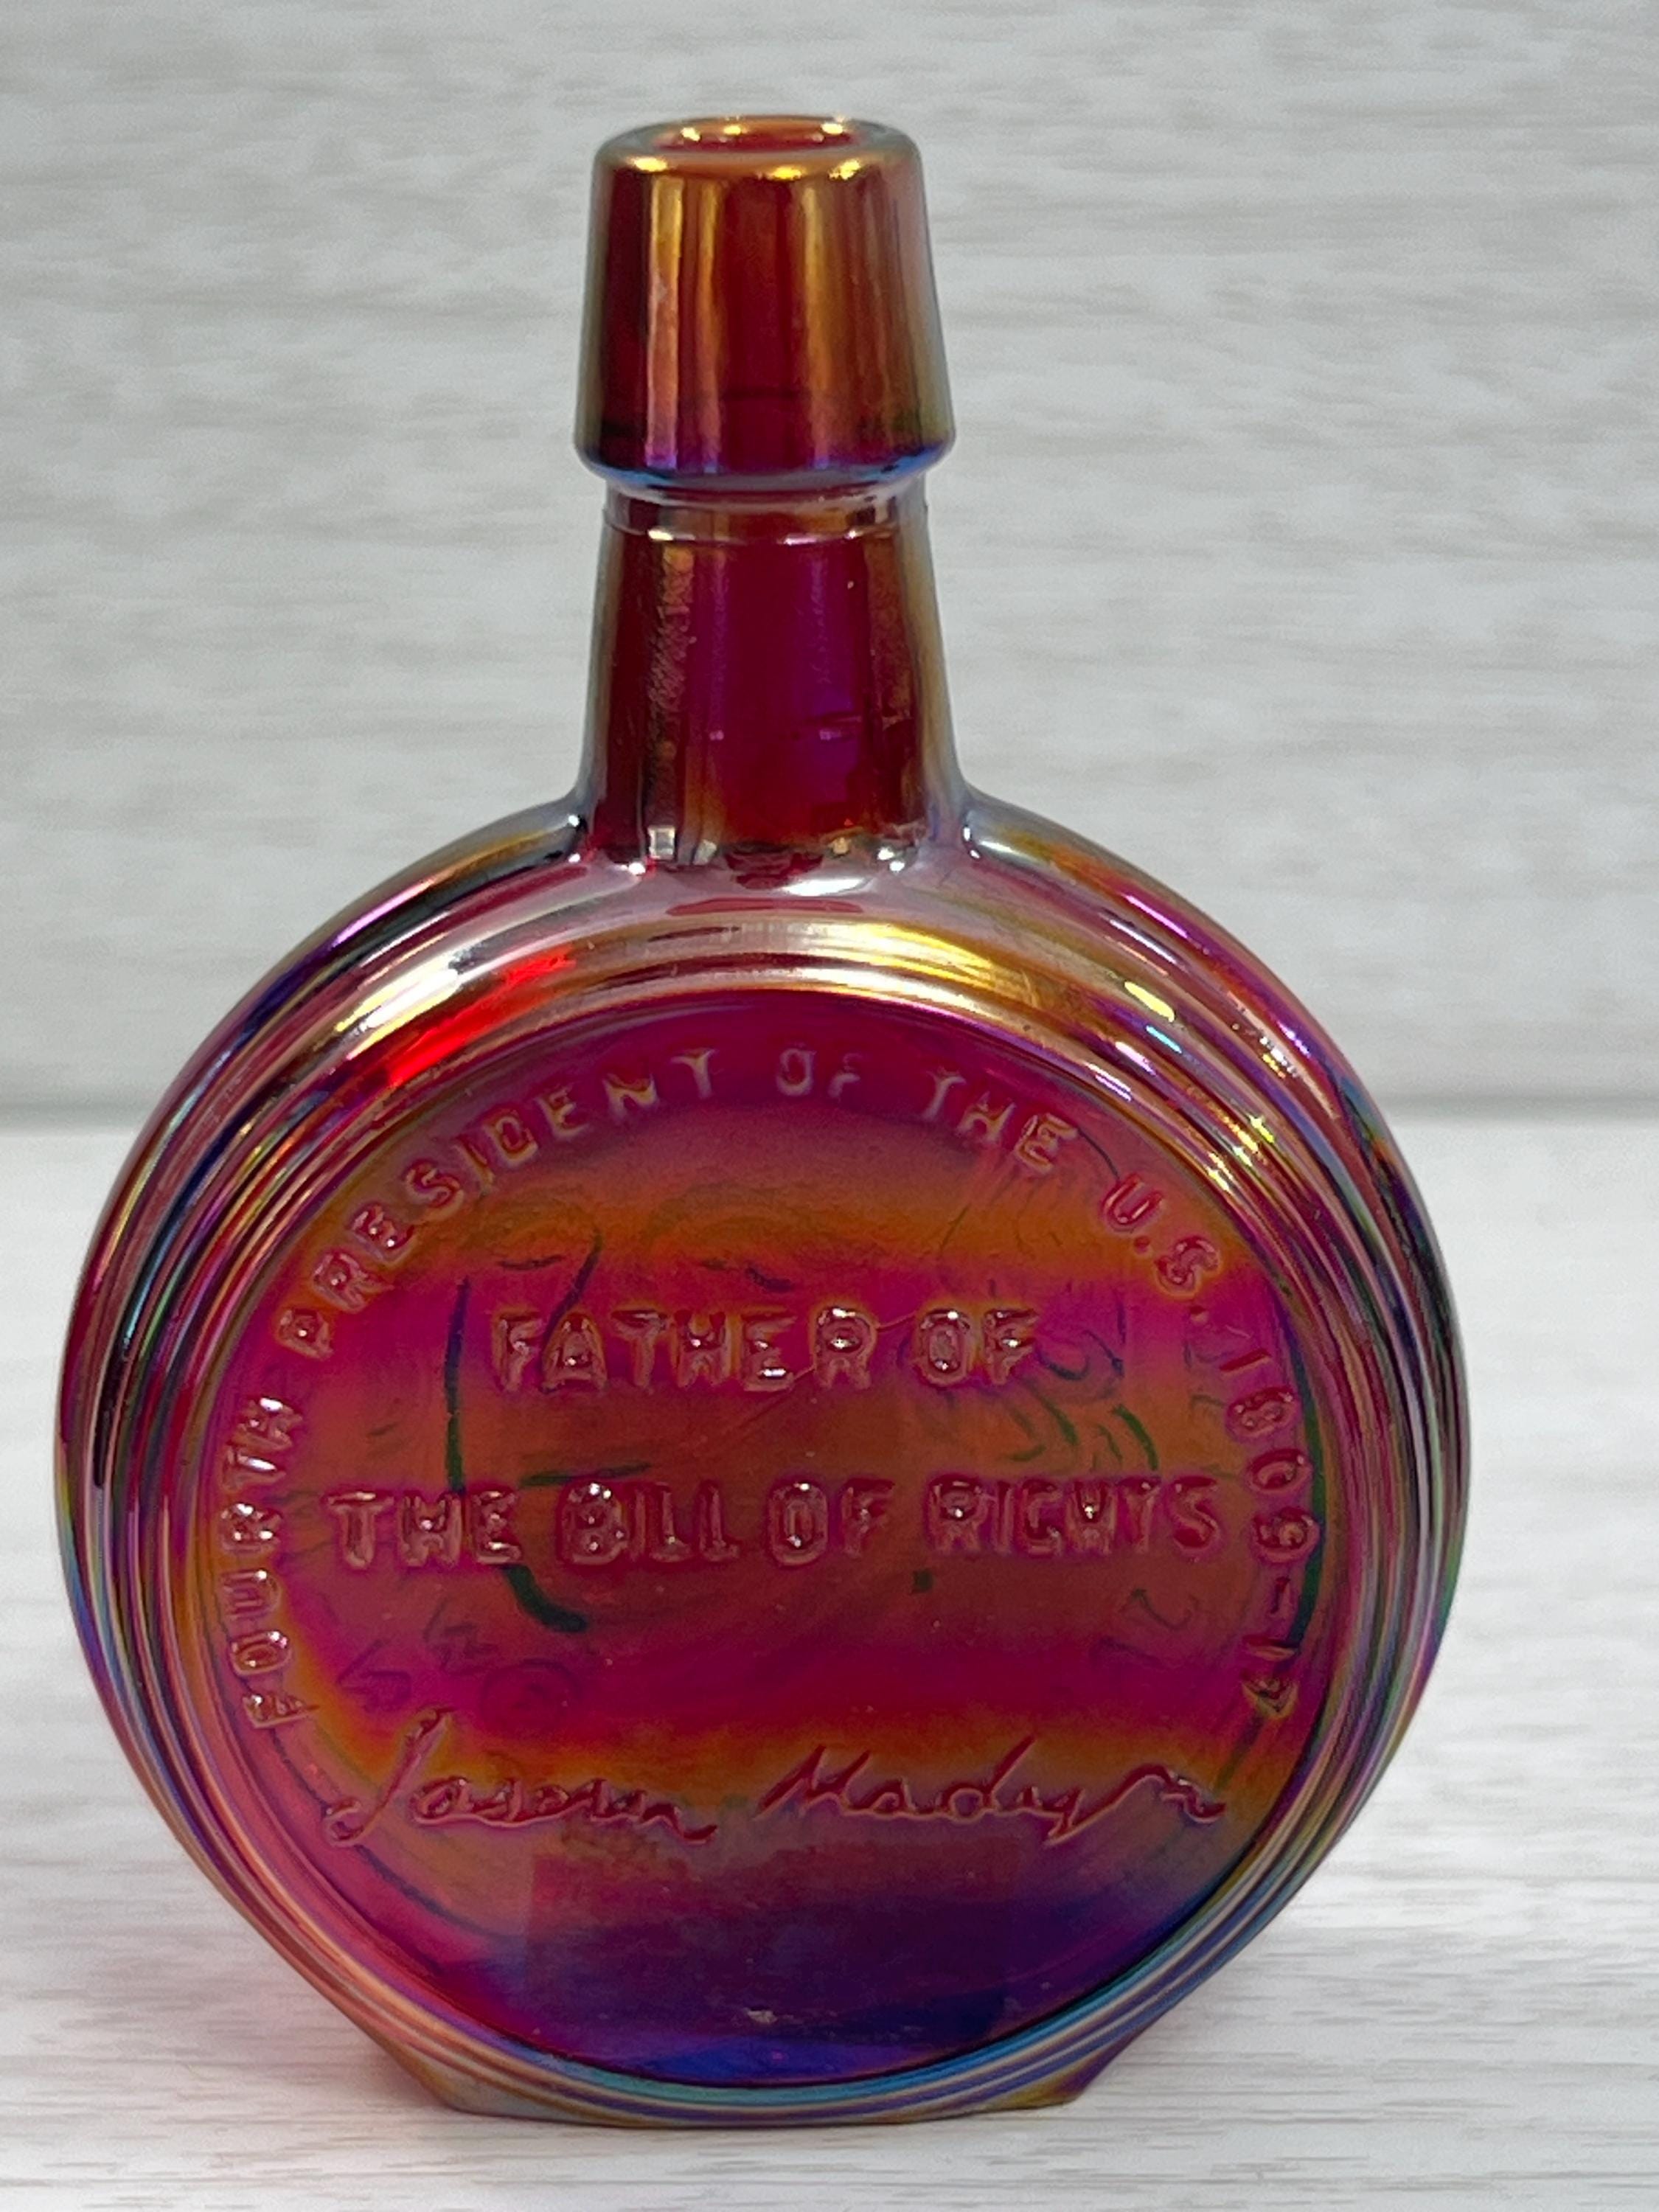 FOURTH PRESIDENT OF THE U.S. 1809-17
FATHER OF
THE BILL OF RIGHTS
James Madison